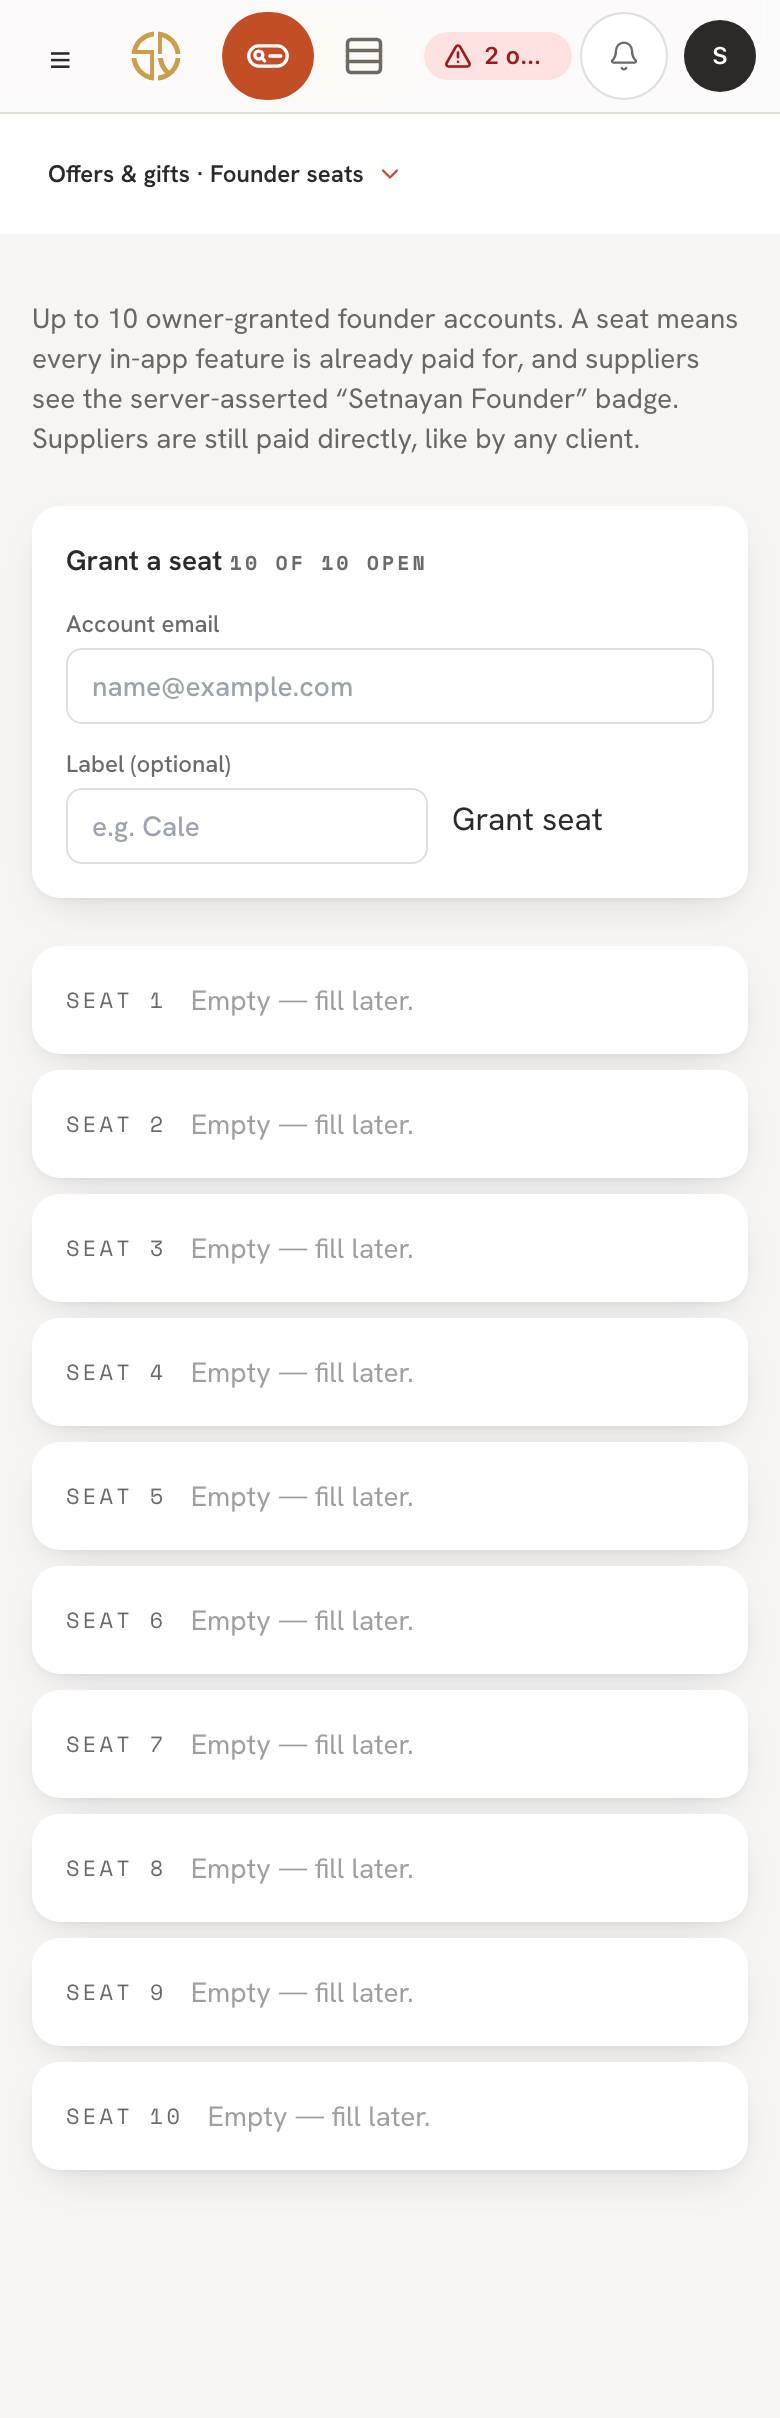 2 o...
S
Offers & gifts · Founder seats
Up to 10 owner-granted founder accounts. A seat means
every in-app feature is already paid for, and suppliers
see the server-asserted “Setnayan Founder” badge.
Suppliers are still paid directly, like by any client.
Grant a seat 10 OF 10 OPEN
Account email
name@example.com
Label (optional)
e.g. Cale
Grant seat
SEAT 1 Empty — fill later.
SEAT 2 Empty — fill later.
SEAT 3 Empty — fill later.
SEAT 4 Empty — fill later.
SEAT 5 Empty — fill later.
SEAT 6 Empty — fill later.
SEAT 7 Empty — fill later.
SEAT 8 Empty — fill later.
SEAT 9 Empty — fill later.
SEAT 10 Empty — fill later.